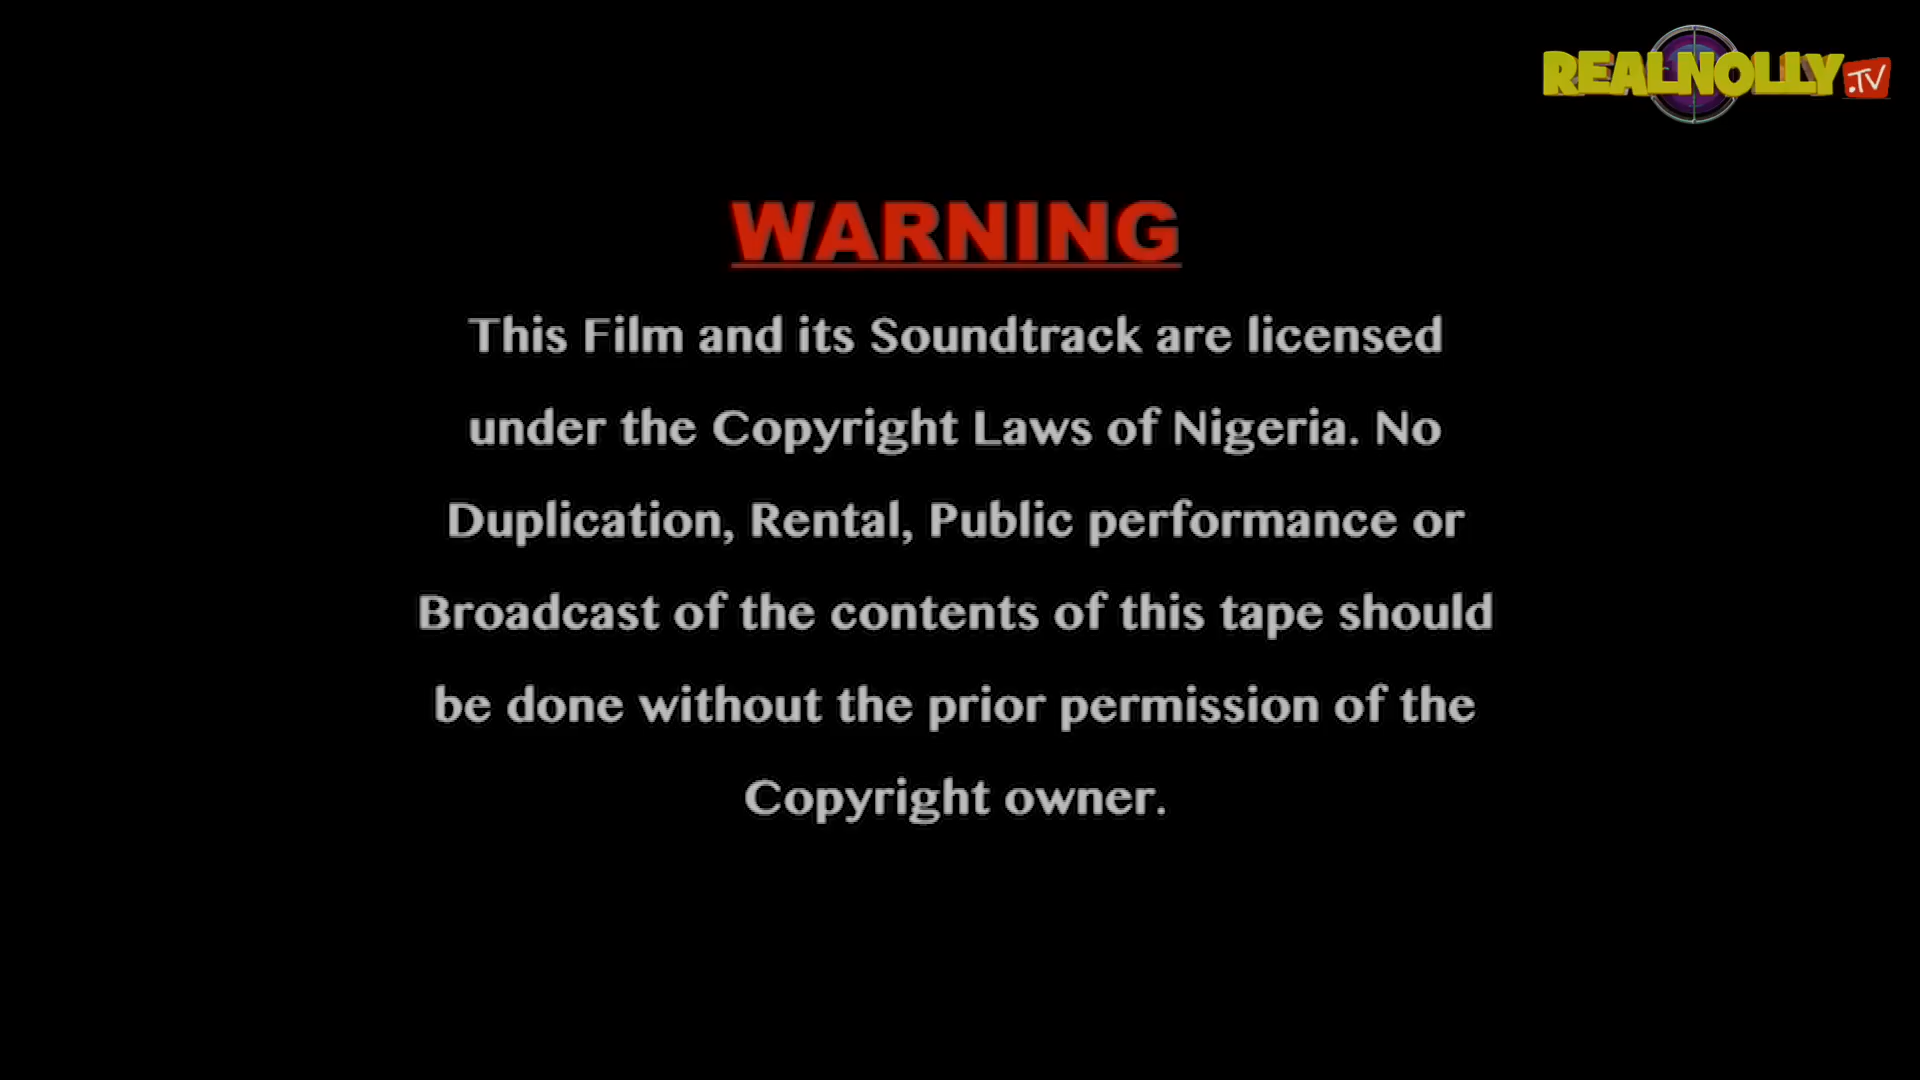 REALNOLLY.TV
WARNING
This Film and its Soundtrack are licensed
under the Copyright Laws of Nigeria. No
Duplication, Rental, Public performance or
Broadcast of the contents of this tape should
be done without the prior permission of the
Copyright owner.